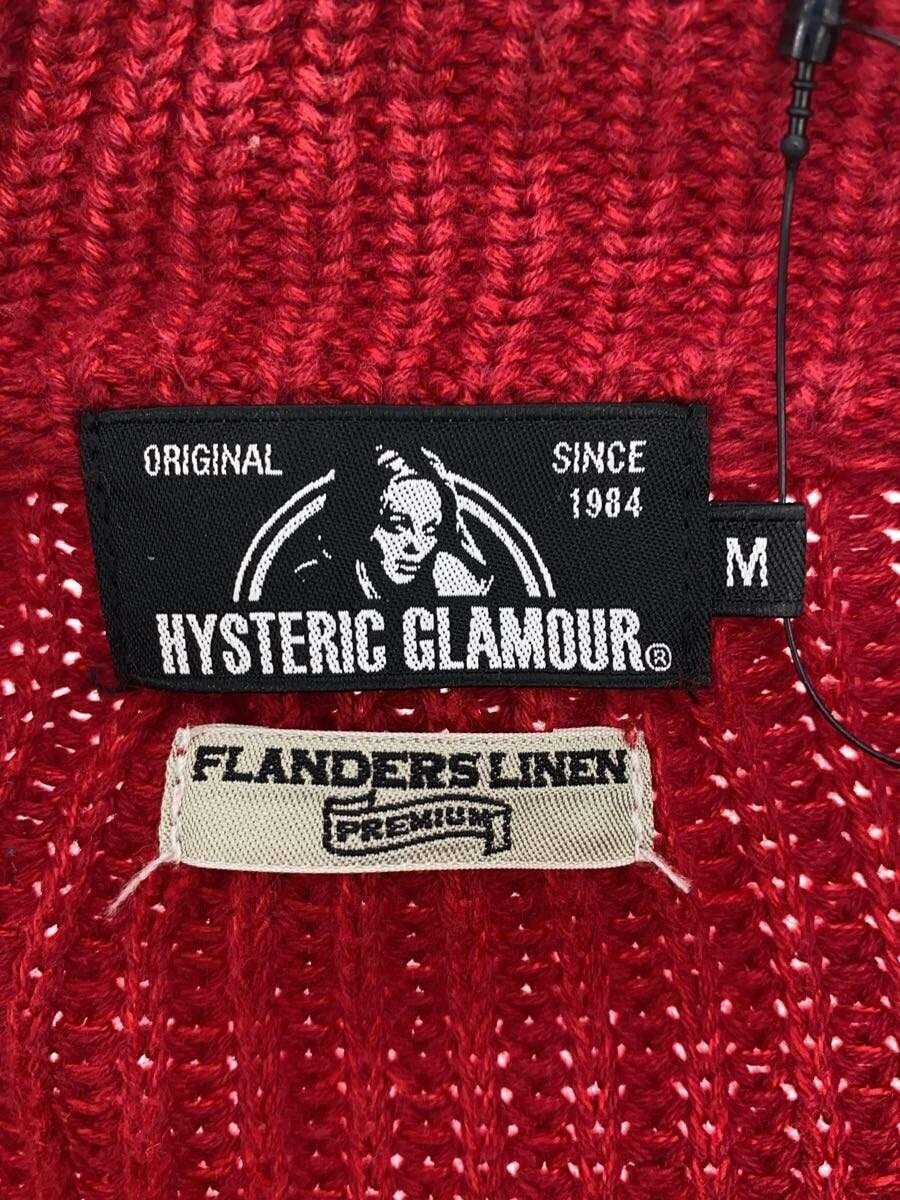 ORIGINAL
SINCE
1984
HYSTERIC GLAMOUR®
M
FLANDERS LINEN
PREMIUM